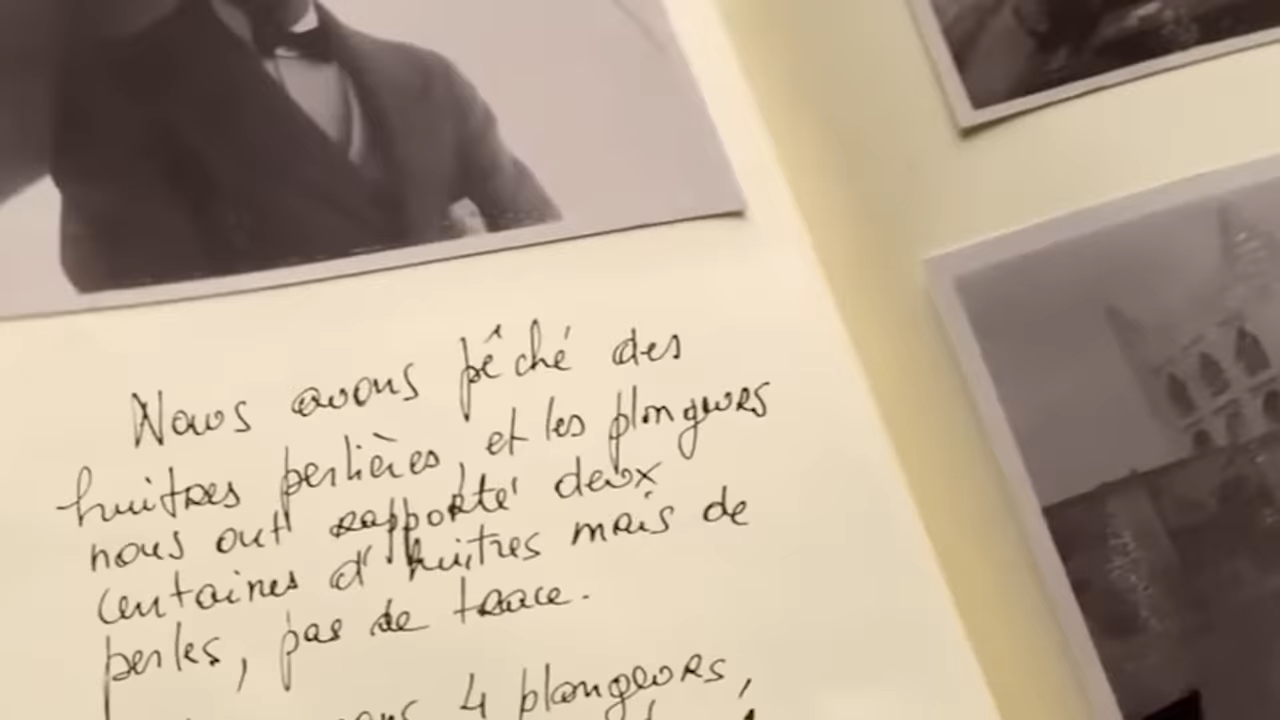 Nous avons pêché des
huitres perlières, et les plongeurs
nous ont rapporté deux
centaines d'huitres mais de
perles, pas de trace.
4 plongeurs,